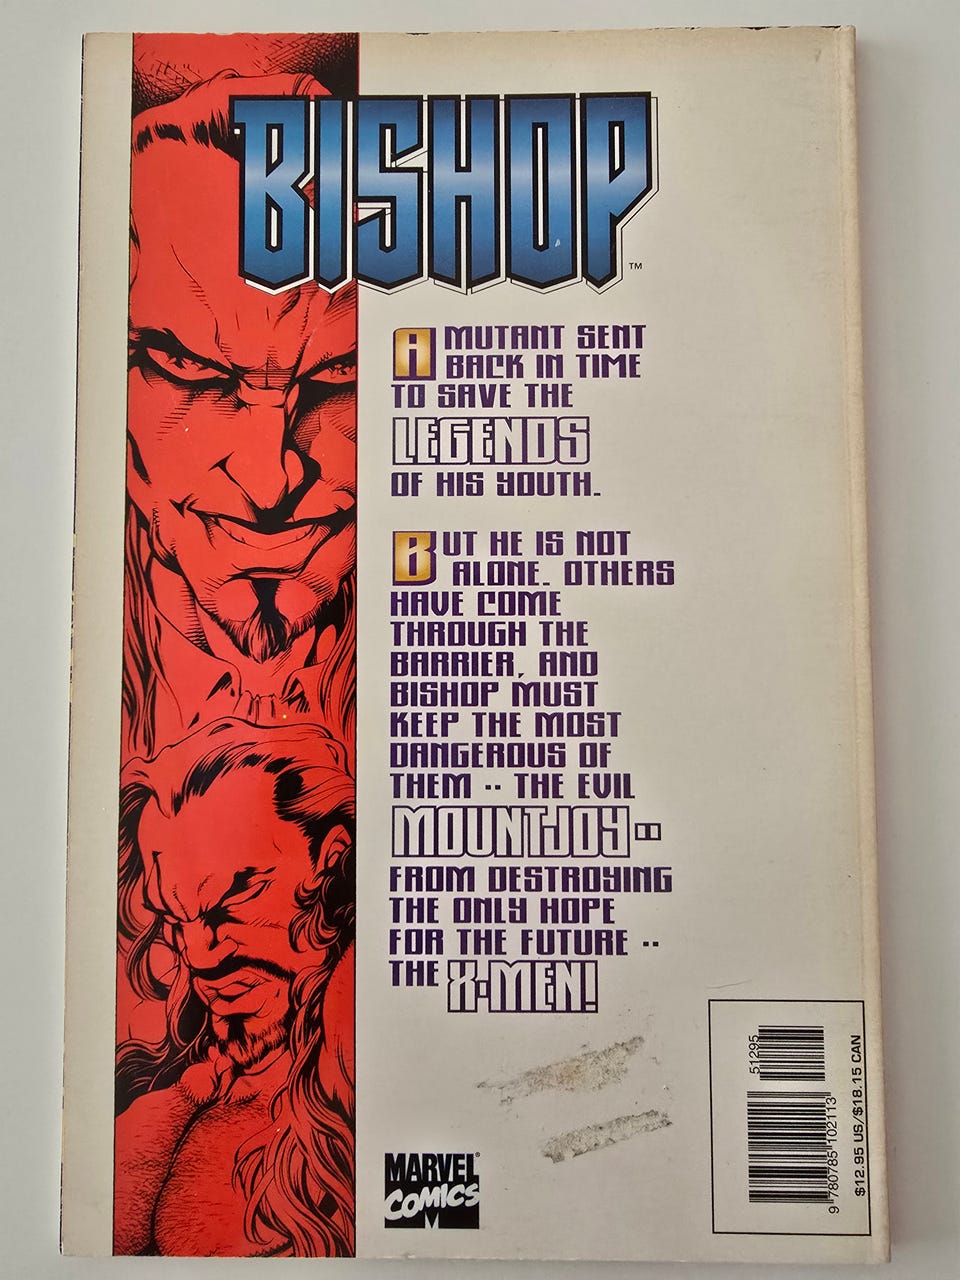 BISHOP™
A MUTANT SENT
BACK IN TIME
TO SAVE THE
LEGENDS
OF HIS YOUTH.
BUT HE IS NOT
ALONE. OTHERS
HAVE COME
THROUGH THE
BARRIER, AND
BISHOP MUST
KEEP THE MOST
DANGEROUS OF
THEM -- THE EVIL
MOUNTJOY --
FROM DESTROYING
THE ONLY HOPE
FOR THE FUTURE --
THE X-MEN!
MARVEL®
COMICS
51295
9 780785 102113
$12.95 US/$18.15 CAN